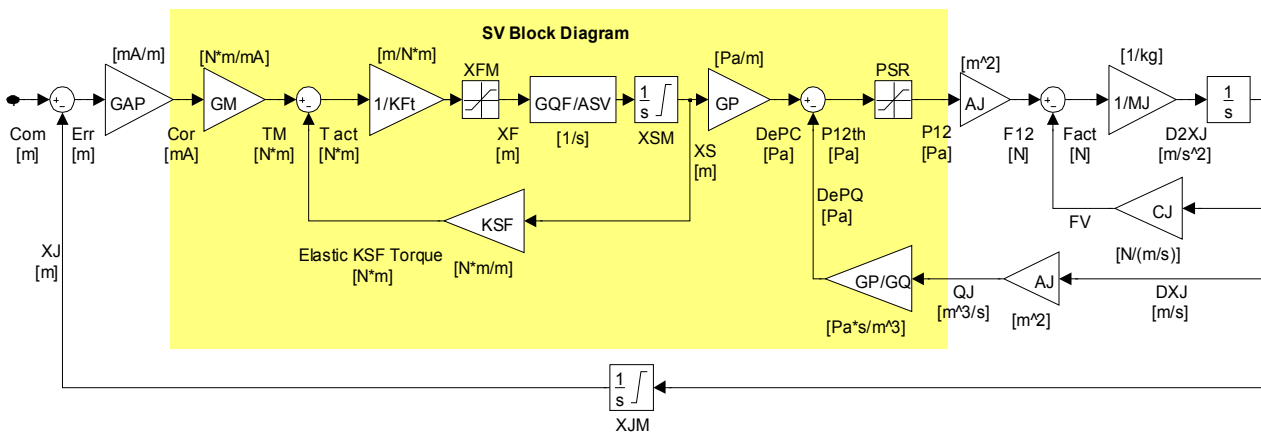 SV Block Diagram
[mA/m]
[N*m/mA]
[m/N*m]
[Pa/m]
[m^2]
[1/kg]
XFM
PSR
+
-
GAP
GM
+
-
1/KFt
GQF/ASV
1
s
GP
+
-
AJ
+
-
1/MJ
1
s
Com
[m]
Err
[m]
Cor
[mA]
TM
[N*m]
T act
[N*m]
XF
[m]
[1/s]
XSM
XS
[m]
DePC
[Pa]
P12th
[Pa]
P12
[Pa]
F12
[N]
Fact
[N]
D2XJ
[m/s^2]
DePQ
[Pa]
KSF
CJ
FV
XJ
[m]
Elastic KSF Torque
[N*m]
[N*m/m]
[N/(m/s)]
GP/GQ
QJ
[m^3/s]
AJ
DXJ
[m/s]
[Pa*s/m^3]
[m^2]
1
s
XJM